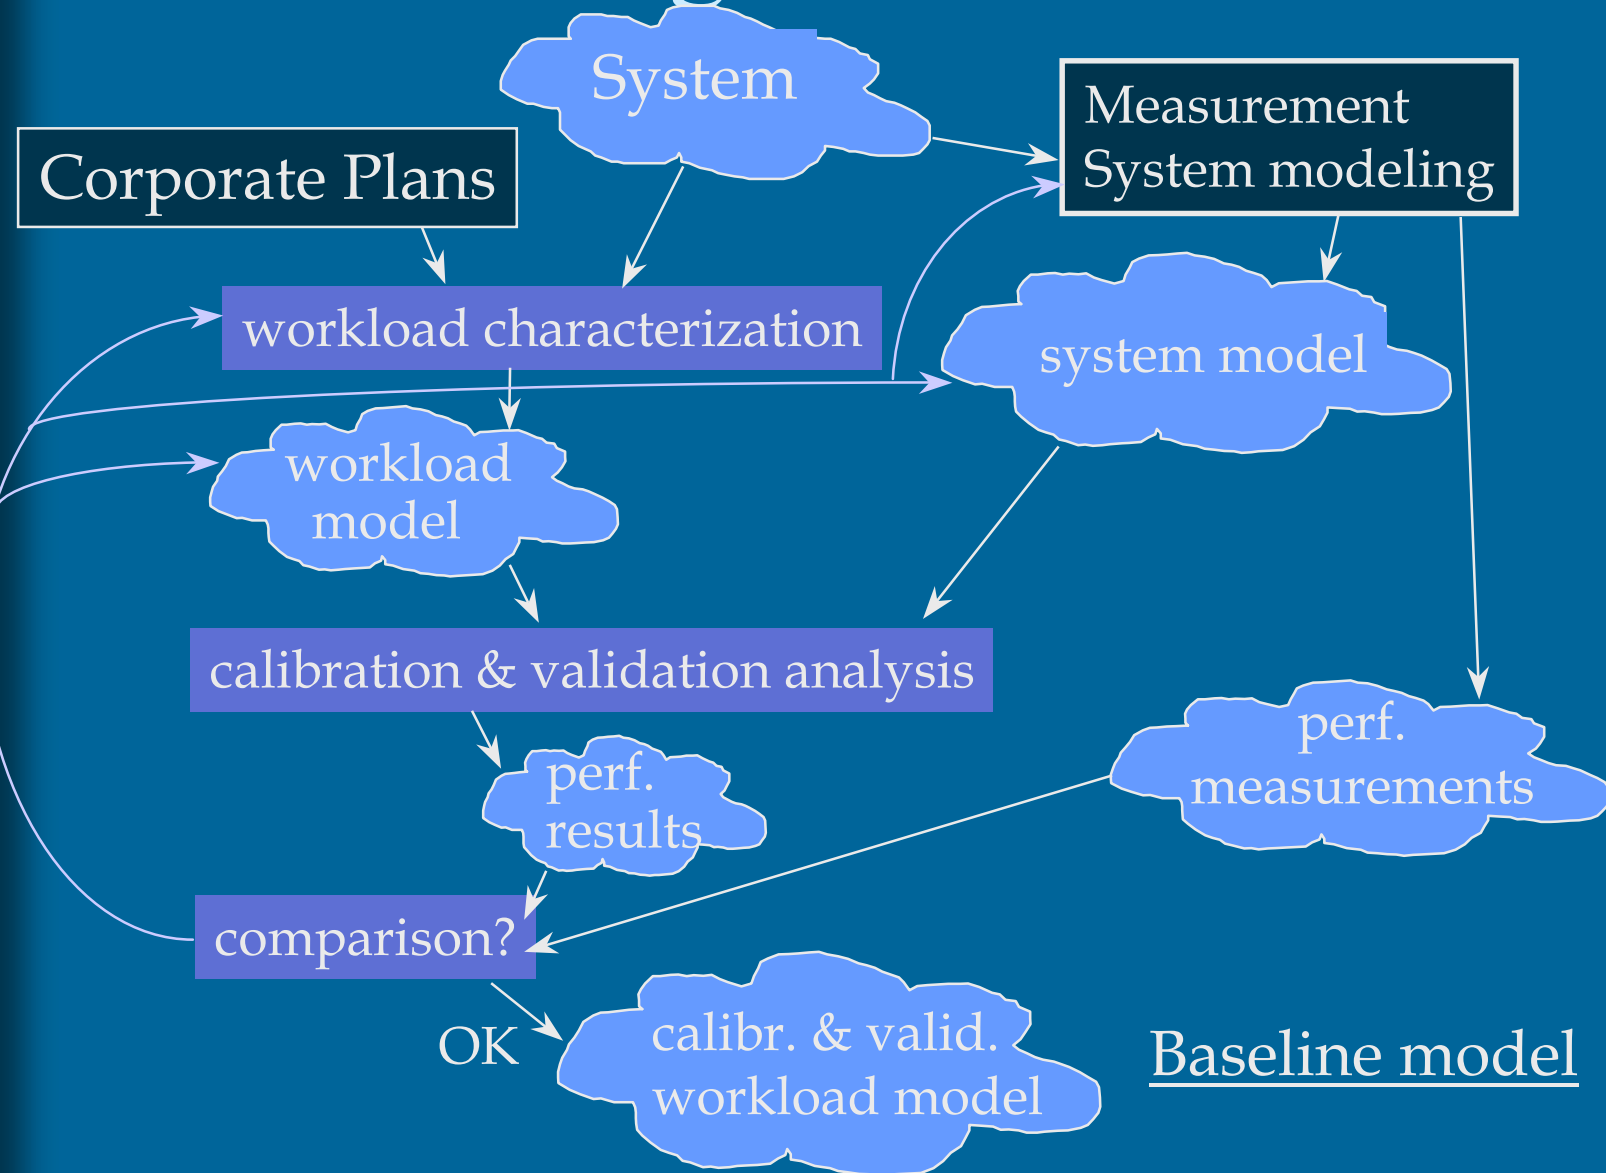 System
Measurement
System modeling
Corporate Plans
workload characterization
system model
workload
model
calibration & validation analysis
perf.
measurements
perf.
results
comparison?
OK
calibr. & valid.
workload model
Baseline model